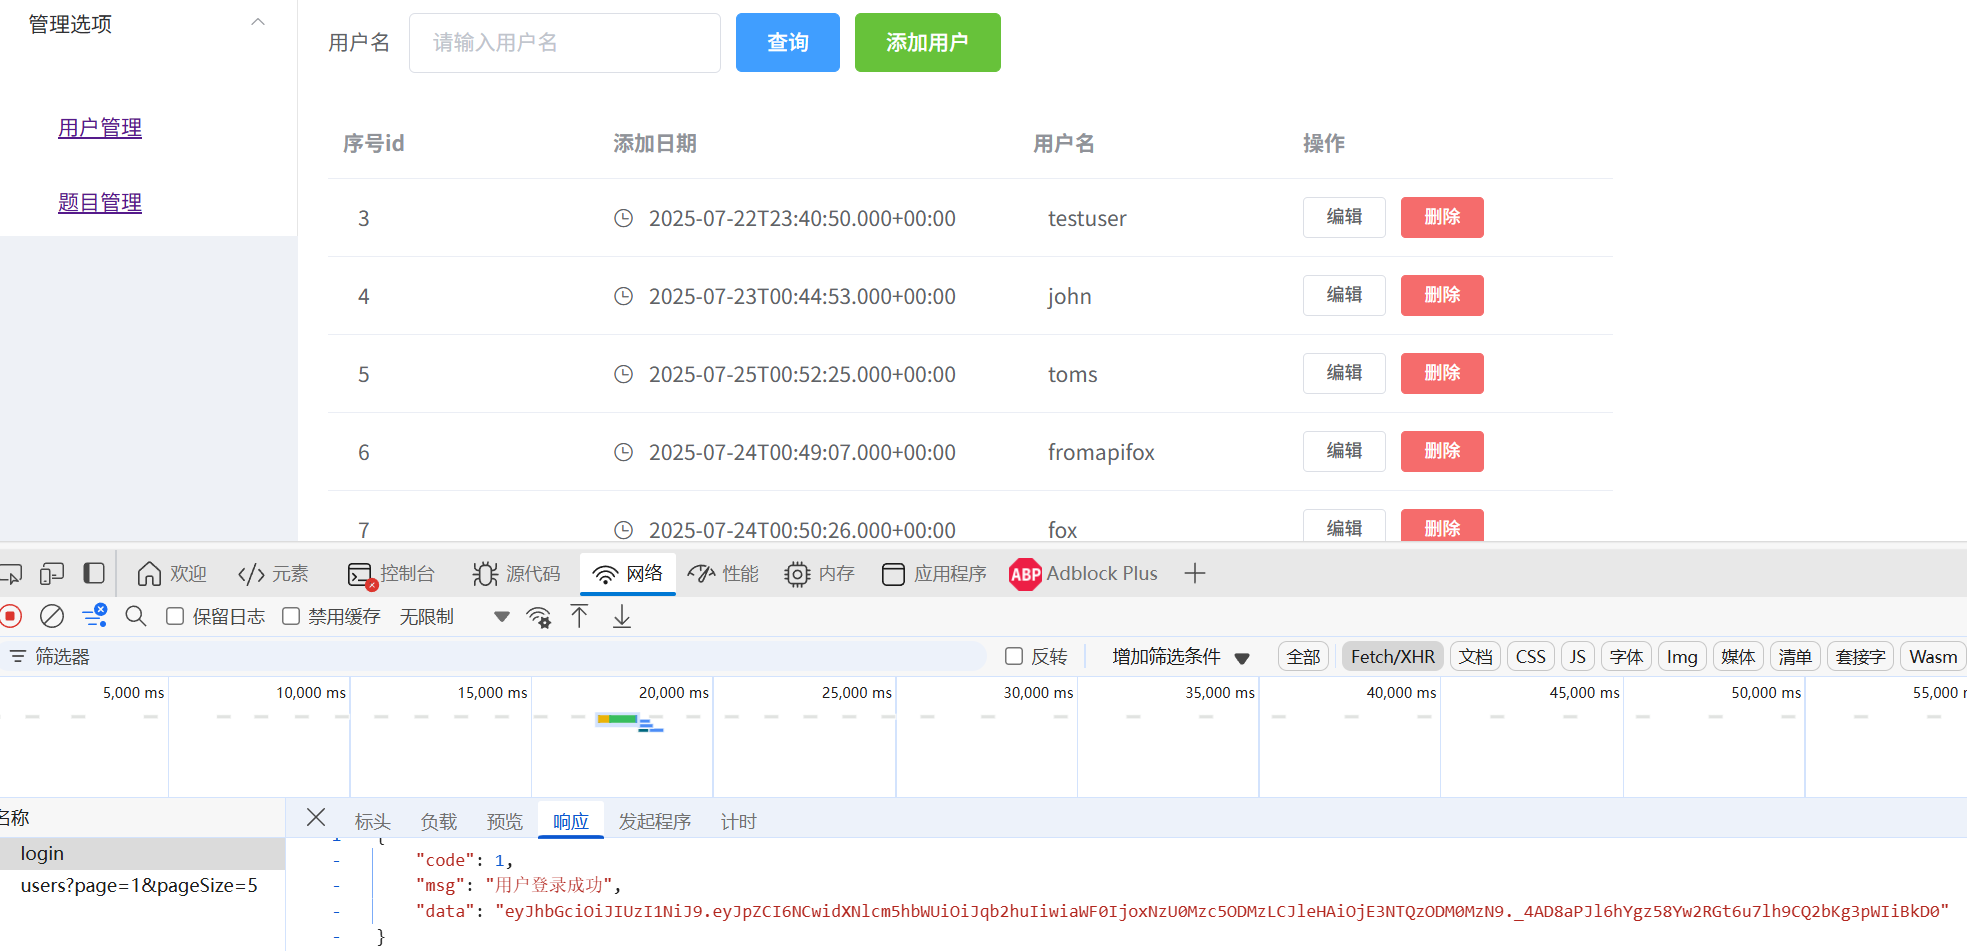 管理选项
用户管理
题目管理
用户名 请输入用户名 查询 添加用户
序号id 添加日期 用户名 操作
3 2025-07-22T23:40:50.000+00:00 testuser 编辑 删除
4 2025-07-23T00:44:53.000+00:00 john 编辑 删除
5 2025-07-25T00:52:25.000+00:00 toms 编辑 删除
6 2025-07-24T00:49:07.000+00:00 fromapifox 编辑 删除
7 2025-07-24T00:50:26.000+00:00 fox 编辑 删除
欢迎 元素 控制台 源代码 网络 性能 内存 应用程序 ABP Adblock Plus
保留日志 禁用缓存 无限制
筛选器 反转 增加筛选条件 全部 Fetch/XHR 文档 CSS JS 字体 Img 媒体 清单 套接字 Wasm
5,000 ms 10,000 ms 15,000 ms 20,000 ms 25,000 ms 30,000 ms 35,000 ms 40,000 ms 45,000 ms 50,000 ms 55,000
名称 标头 负载 预览 响应 发起程序 计时
login
users?page=1&pageSize=5
1 {
- "code": 1,
- "msg": "用户登录成功",
- "data": "eyJhbGciOiJIUzI1NiJ9.eyJpZCI6NCwidXNlcm5hbWUiOiJqb2huIiwiaWF0IjoxNzU0Mzc5ODMzLCJleHAiOjE3NTQzODM0MzN9._4AD8aPJl6hYgz58Yw2RGt6u7lh9CQ2bKg3pWIiBkD0"
- }